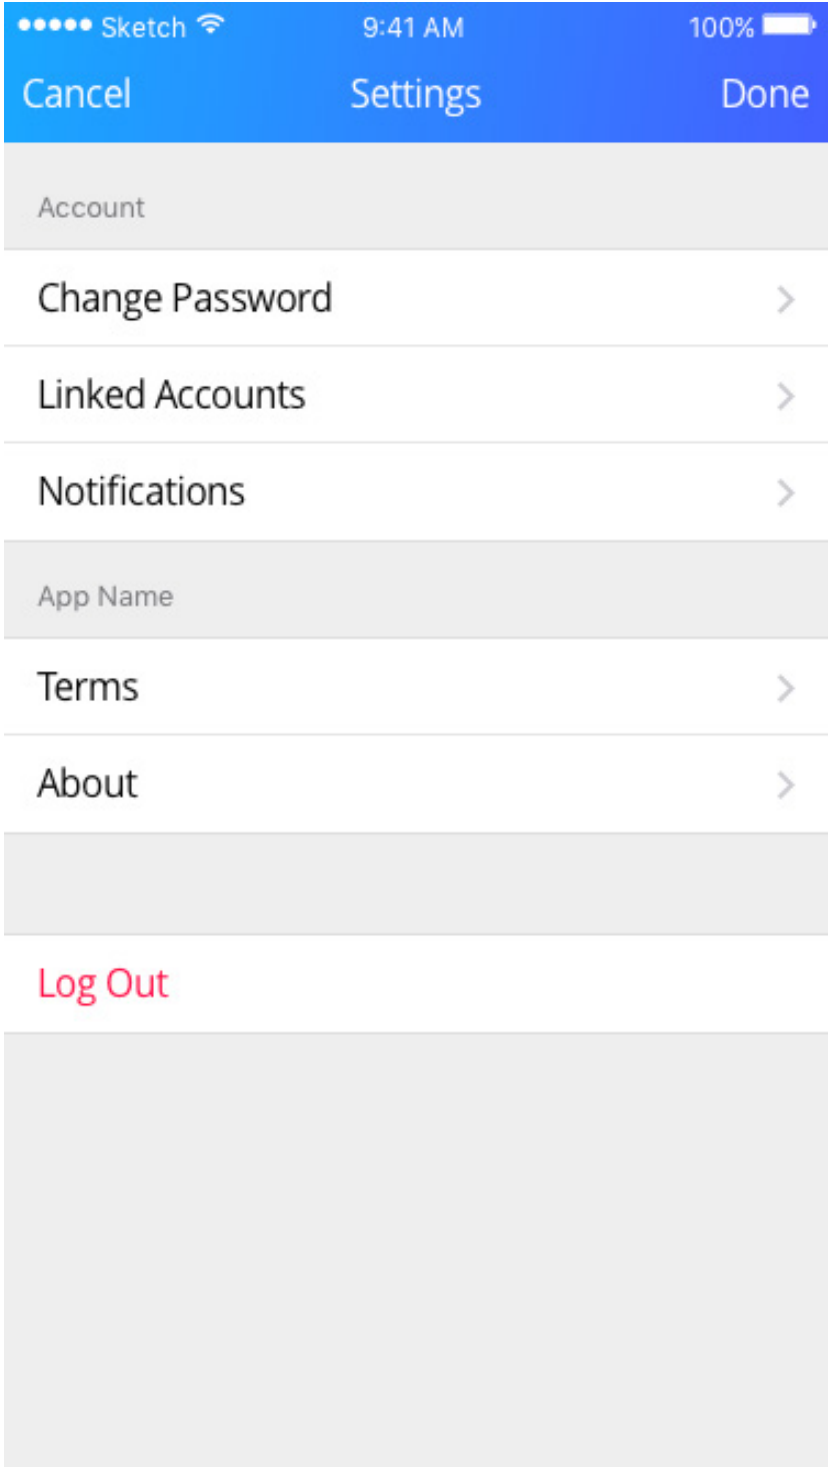 Sketch 9:41 AM 100%
Cancel Settings Done
Account
Change Password
Linked Accounts
Notifications
App Name
Terms
About
Log Out